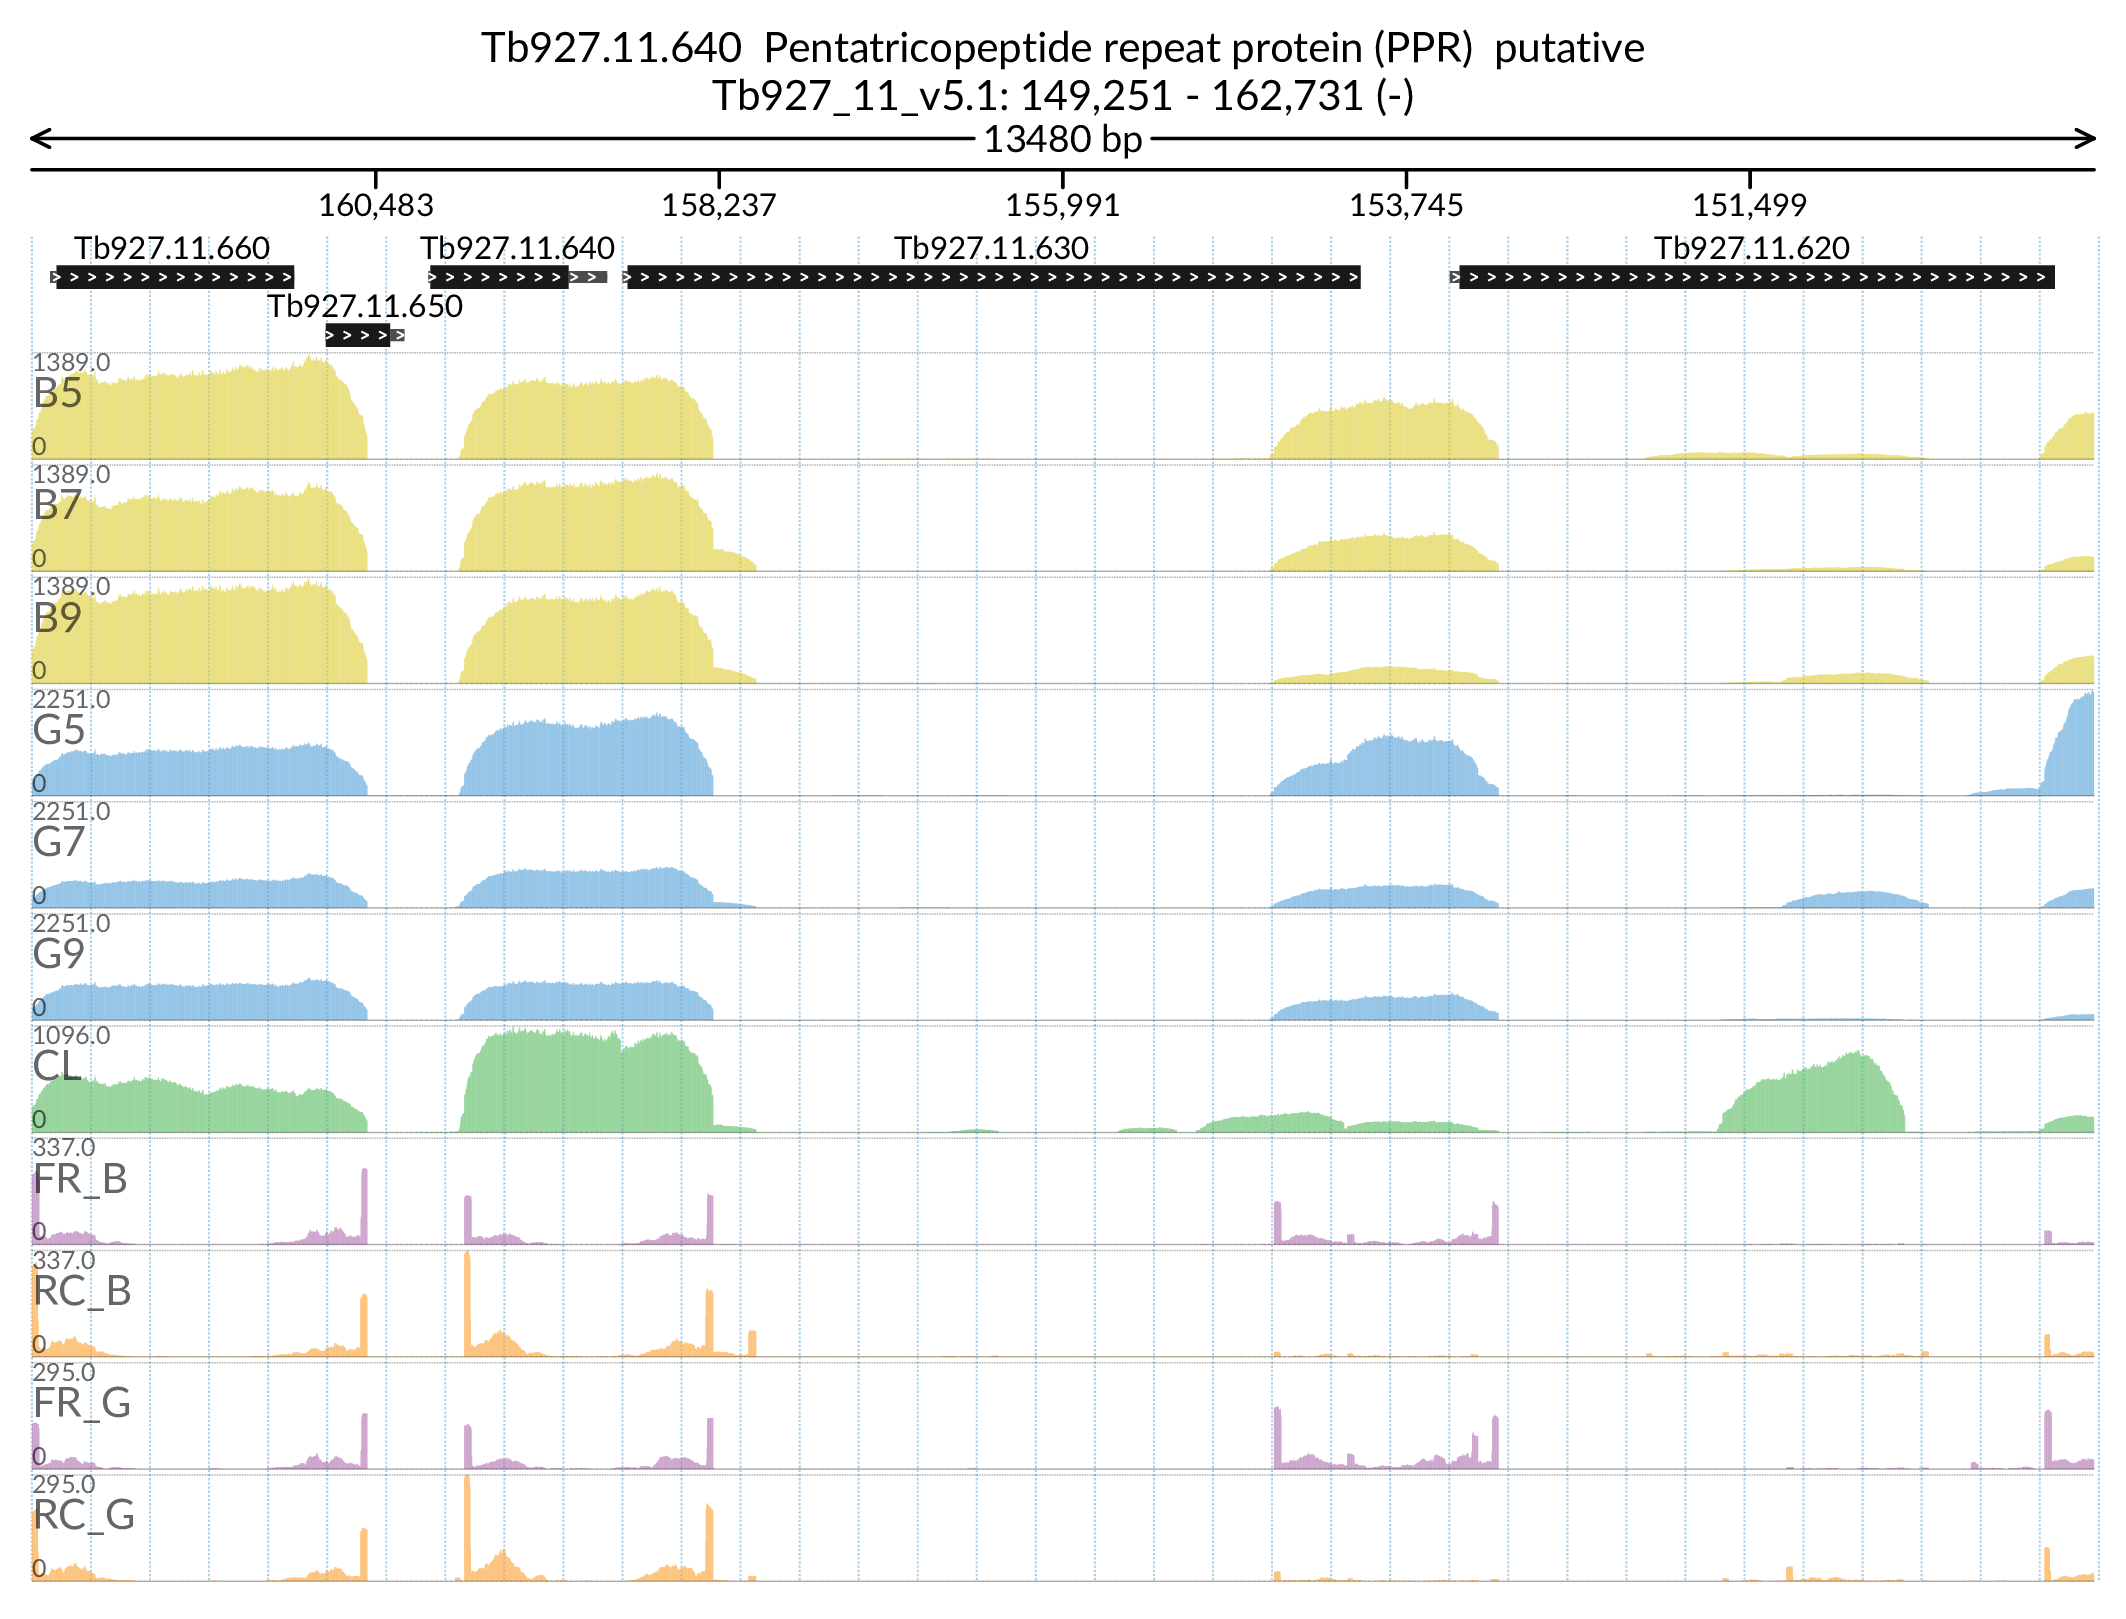 Tb927.11.640 Pentatricopeptide repeat protein (PPR) putative
Tb927_11_v5.1: 149,251 - 162,731 (-)
13480 bp
160,483 158,237 155,991 153,745 151,499
Tb927.11.660 Tb927.11.640 Tb927.11.630 Tb927.11.620
Tb927.11.650
1389.0
B5
0
1389.0
B7
0
1389.0
B9
0
2251.0
G5
0
2251.0
G7
0
2251.0
G9
0
1096.0
CL
0
337.0
FR_B
0
337.0
RC_B
0
295.0
FR_G
0
295.0
RC_G
0